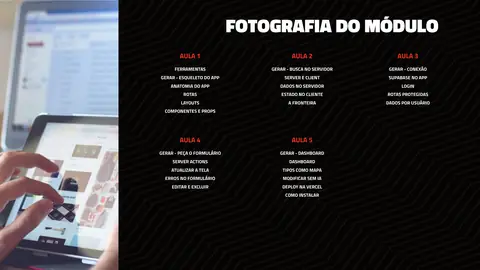 FOTOGRAFIA DO MÓDULO
AULA 1
FERRAMENTAS
GERAR - ESQUELETO DO APP
ANATOMIA DO APP
ROTAS
LAYOUTS
COMPONENTES E PROPS
AULA 2
GERAR - BUSCA NO SERVIDOR
SERVER E CLIENT
DADOS NO SERVIDOR
ESTADO NO CLIENTE
A FRONTEIRA
AULA 3
GERAR - CONEXÃO
SUPABASE NO APP
LOGIN
ROTAS PROTEGIDAS
DADOS POR USUÁRIO
AULA 4
GERAR - PEÇA O FORMULÁRIO
SERVER ACTIONS
ATUALIZAR A TELA
ERROS NO FORMULÁRIO
EDITAR E EXCLUIR
AULA 5
GERAR - DASHBOARD
DASHBOARD
TIPOS COMO MAPA
MODIFICAR SEM IA
DEPLOY NA VERCEL
COMO INSTALAR